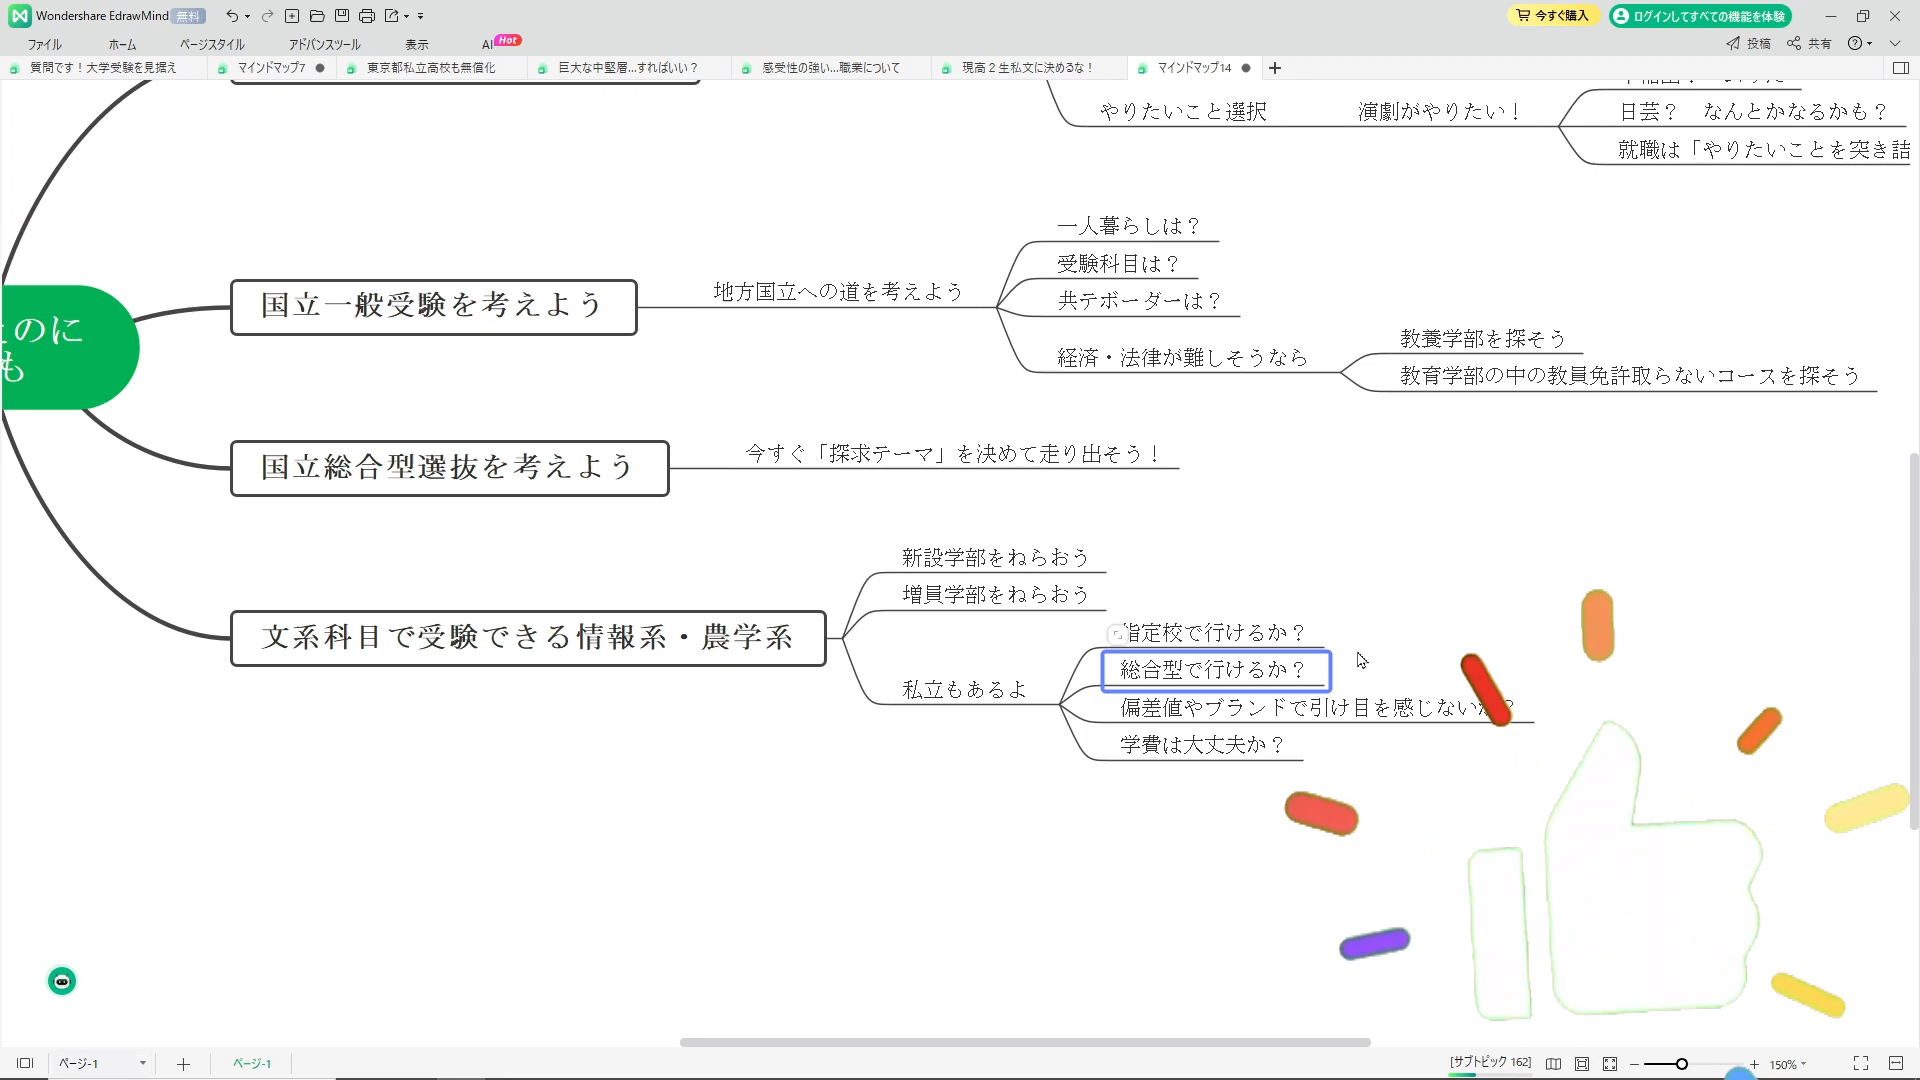 Wondershare EdrawMind 無料
今すぐ購入
ログインしてすべての機能を体験
ファイル ホーム ページスタイル アドバンスツール 表示 AI Hot
投稿 共有
質問です！大学受験を見据え マインドマップ7 東京都私立高校も無償化 巨大な中堅層...すればいい？ 感受性の強い...職業について 現高２生私文に決めるな！ マインドマップ14
やりたいこと選択
演劇がやりたい！
日芸？　なんとかなるかも？
就職は「やりたいことを突き詰
このに
も
国立一般受験を考えよう
地方国立への道を考えよう
一人暮らしは？
受験科目は？
共テボーダーは？
経済・法律が難しそうなら
教養学部を探そう
教育学部の中の教員免許取らないコースを探そう
国立総合型選抜を考えよう
今すぐ「探求テーマ」を決めて走り出そう！
文系科目で受験できる情報系・農学系
新設学部をねらおう
増員学部をねらおう
私立もあるよ
指定校で行けるか？
総合型で行けるか？
偏差値やブランドで引け目を感じないか？
学費は大丈夫か？
ページ-1 ページ-1
[サブトピック 162]
150%